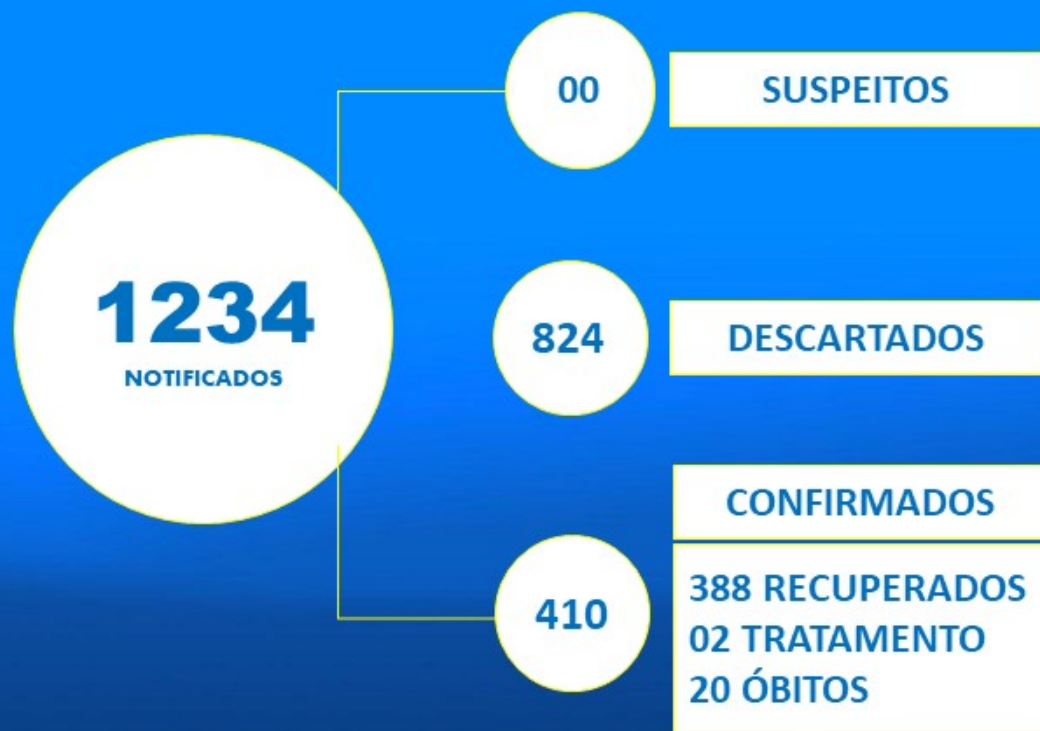 1234
NOTIFICADOS
00
SUSPEITOS
824
DESCARTADOS
410
CONFIRMADOS
388 RECUPERADOS
02 TRATAMENTO
20 ÓBITOS